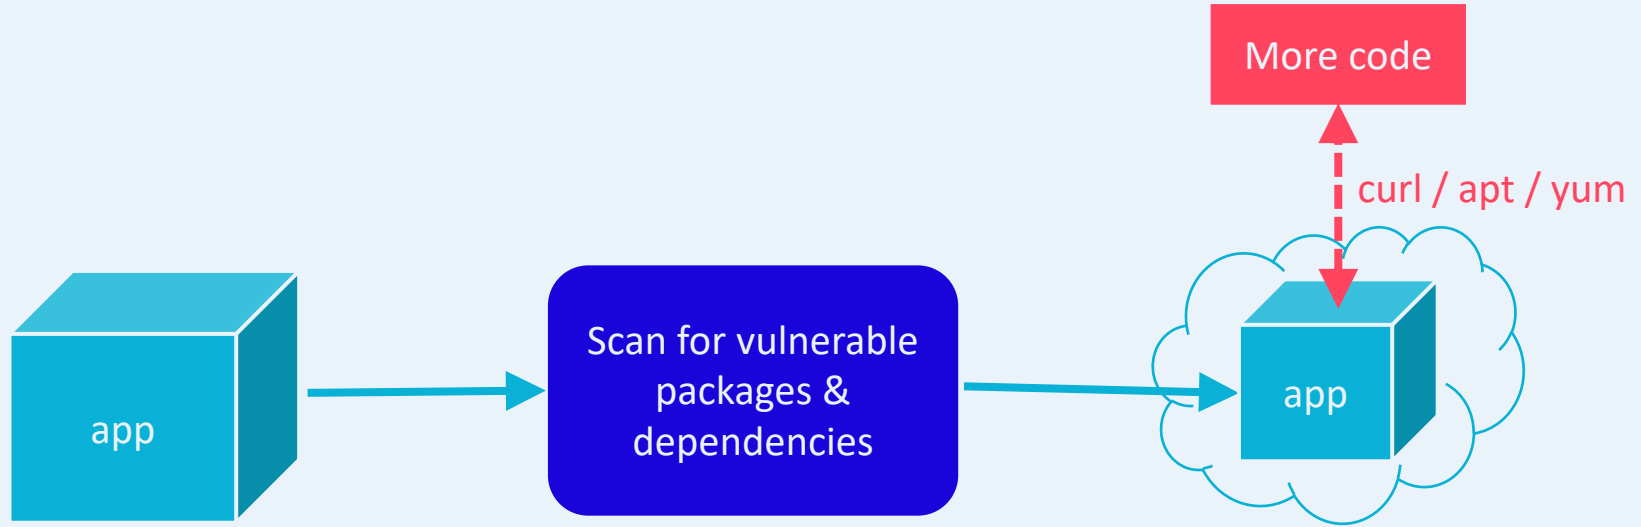 More code
curl / apt / yum
Scan for vulnerable
packages &
dependencies
app
app